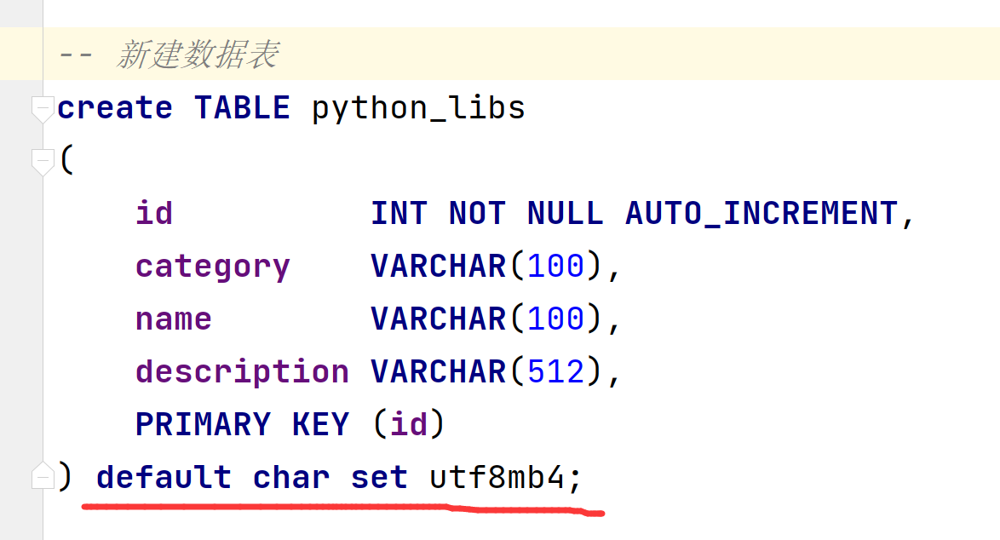 -- 新建数据表
create TABLE python_libs
(
id INT NOT NULL AUTO_INCREMENT,
category VARCHAR(100),
name VARCHAR(100),
description VARCHAR(512),
PRIMARY KEY (id)
) default char set utf8mb4;